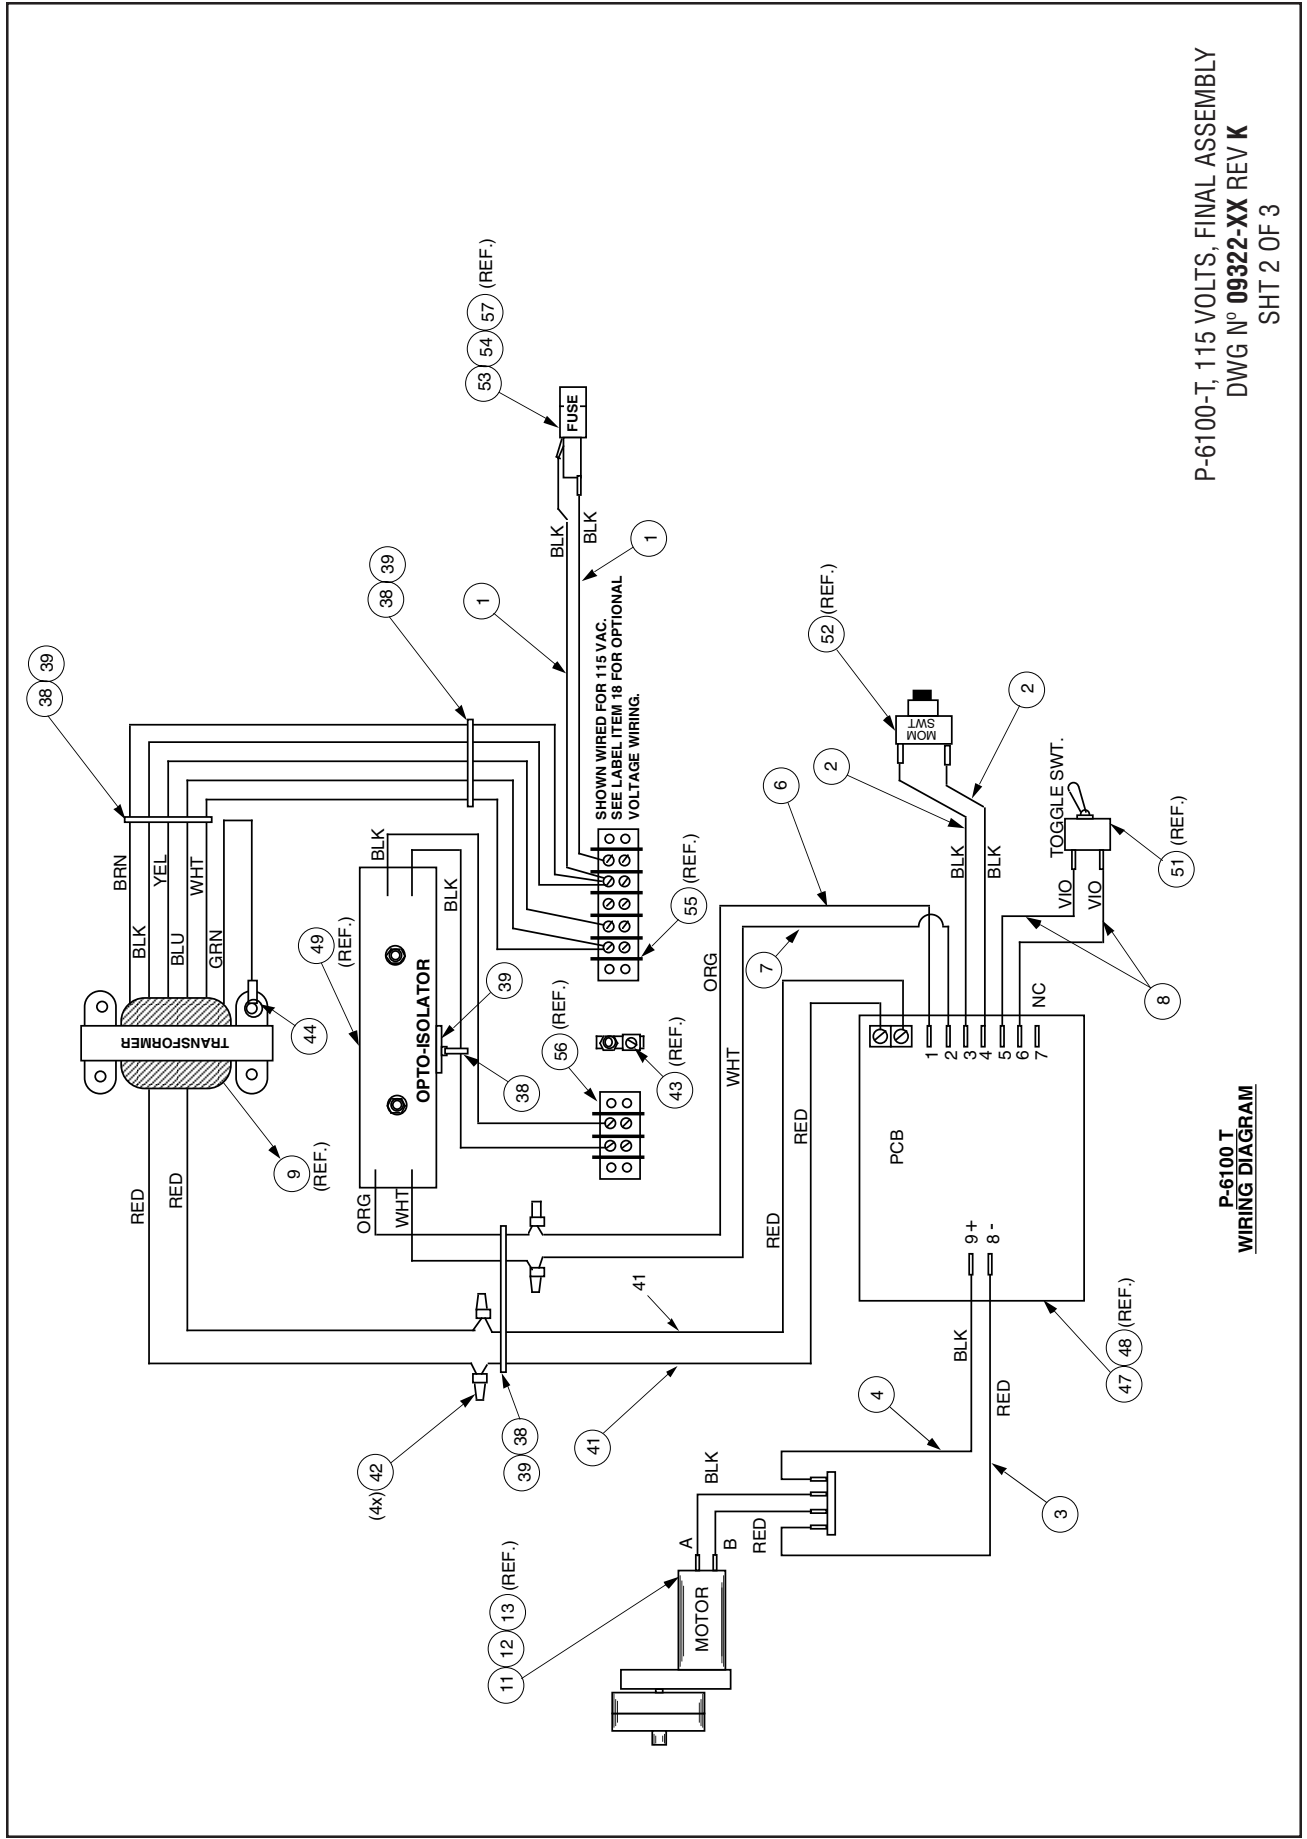 P-6100-T, 115 VOLTS, FINAL ASSEMBLY
DWG Nº 09322-XX REV K
SHT 2 OF 3
38
39
BRN
BLK
YEL
BLU
WHT
GRN
TRANSFORMER
44
9
(REF.)
RED
RED
38
39
49
(REF.)
BLK
BLK
OPTO-ISOLATOR
39
38
ORG
WHT
53
54
57
(REF.)
FUSE
BLK
BLK
1
1
SHOWN WIRED FOR 115 VAC.
SEE LABEL ITEM 18 FOR OPTIONAL
VOLTAGE WIRING.
55
(REF.)
56
(REF.)
43
(REF.)
42
(4x)
38
39
41
41
52
(REF.)
MOM
SWT
2
2
BLK
BLK
6
7
ORG
WHT
RED
RED
TOGGLE SWT.
51
(REF.)
VIO
VIO
8
NC
1
2
3
4
5
6
7
PCB
9 +
8 -
47
48
(REF.)
BLK
RED
4
3
11
12
13
(REF.)
MOTOR
A
B
BLK
RED
P-6100 T
WIRING DIAGRAM